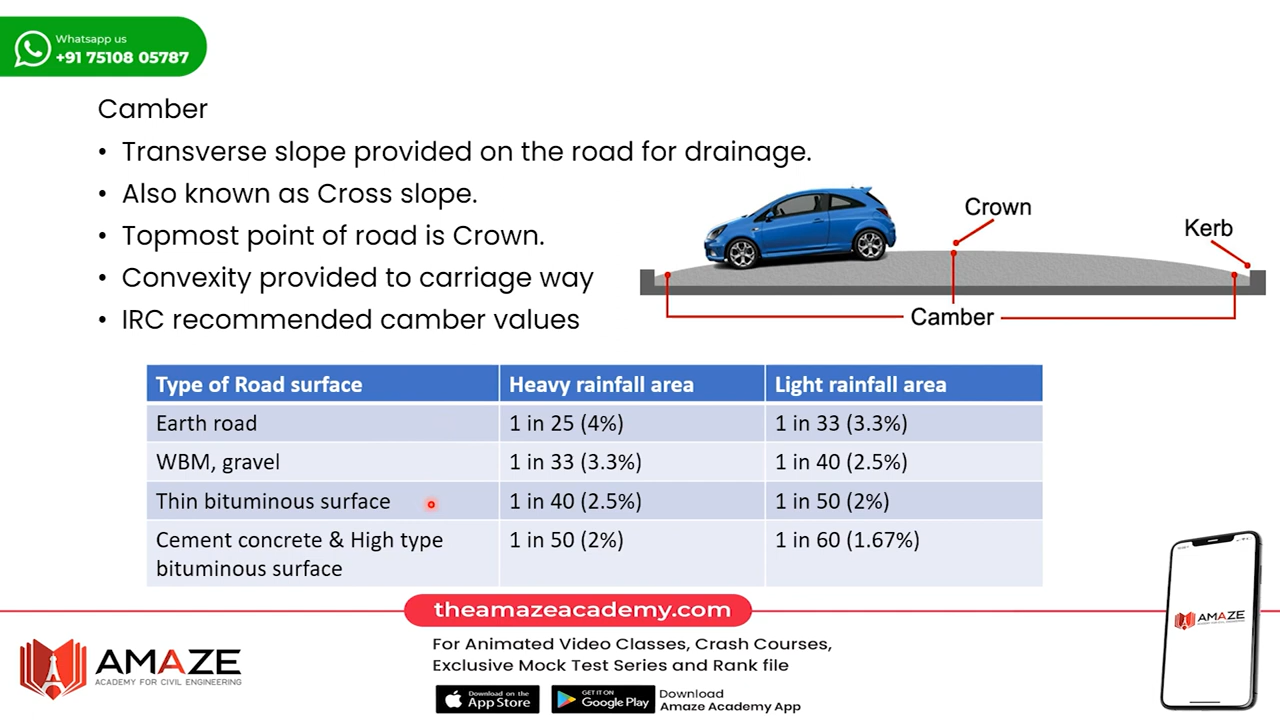 Whatsapp us
+91 75108 05787
Camber
• Transverse slope provided on the road for drainage.
• Also known as Cross slope.
• Topmost point of road is Crown.
• Convexity provided to carriage way
• IRC recommended camber values
Crown
Kerb
Camber
Type of Road surface Heavy rainfall area Light rainfall area
Earth road 1 in 25 (4%) 1 in 33 (3.3%)
WBM, gravel 1 in 33 (3.3%) 1 in 40 (2.5%)
Thin bituminous surface 1 in 40 (2.5%) 1 in 50 (2%)
Cement concrete & High type 1 in 50 (2%) 1 in 60 (1.67%)
bituminous surface
theamazeacademy.com
AMAZE
ACADEMY FOR CIVIL ENGINEERING
For Animated Video Classes, Crash Courses,
Exclusive Mock Test Series and Rank file
Download on the
App Store
GET IT ON
Google Play
Download
Amaze Academy App
AMAZE